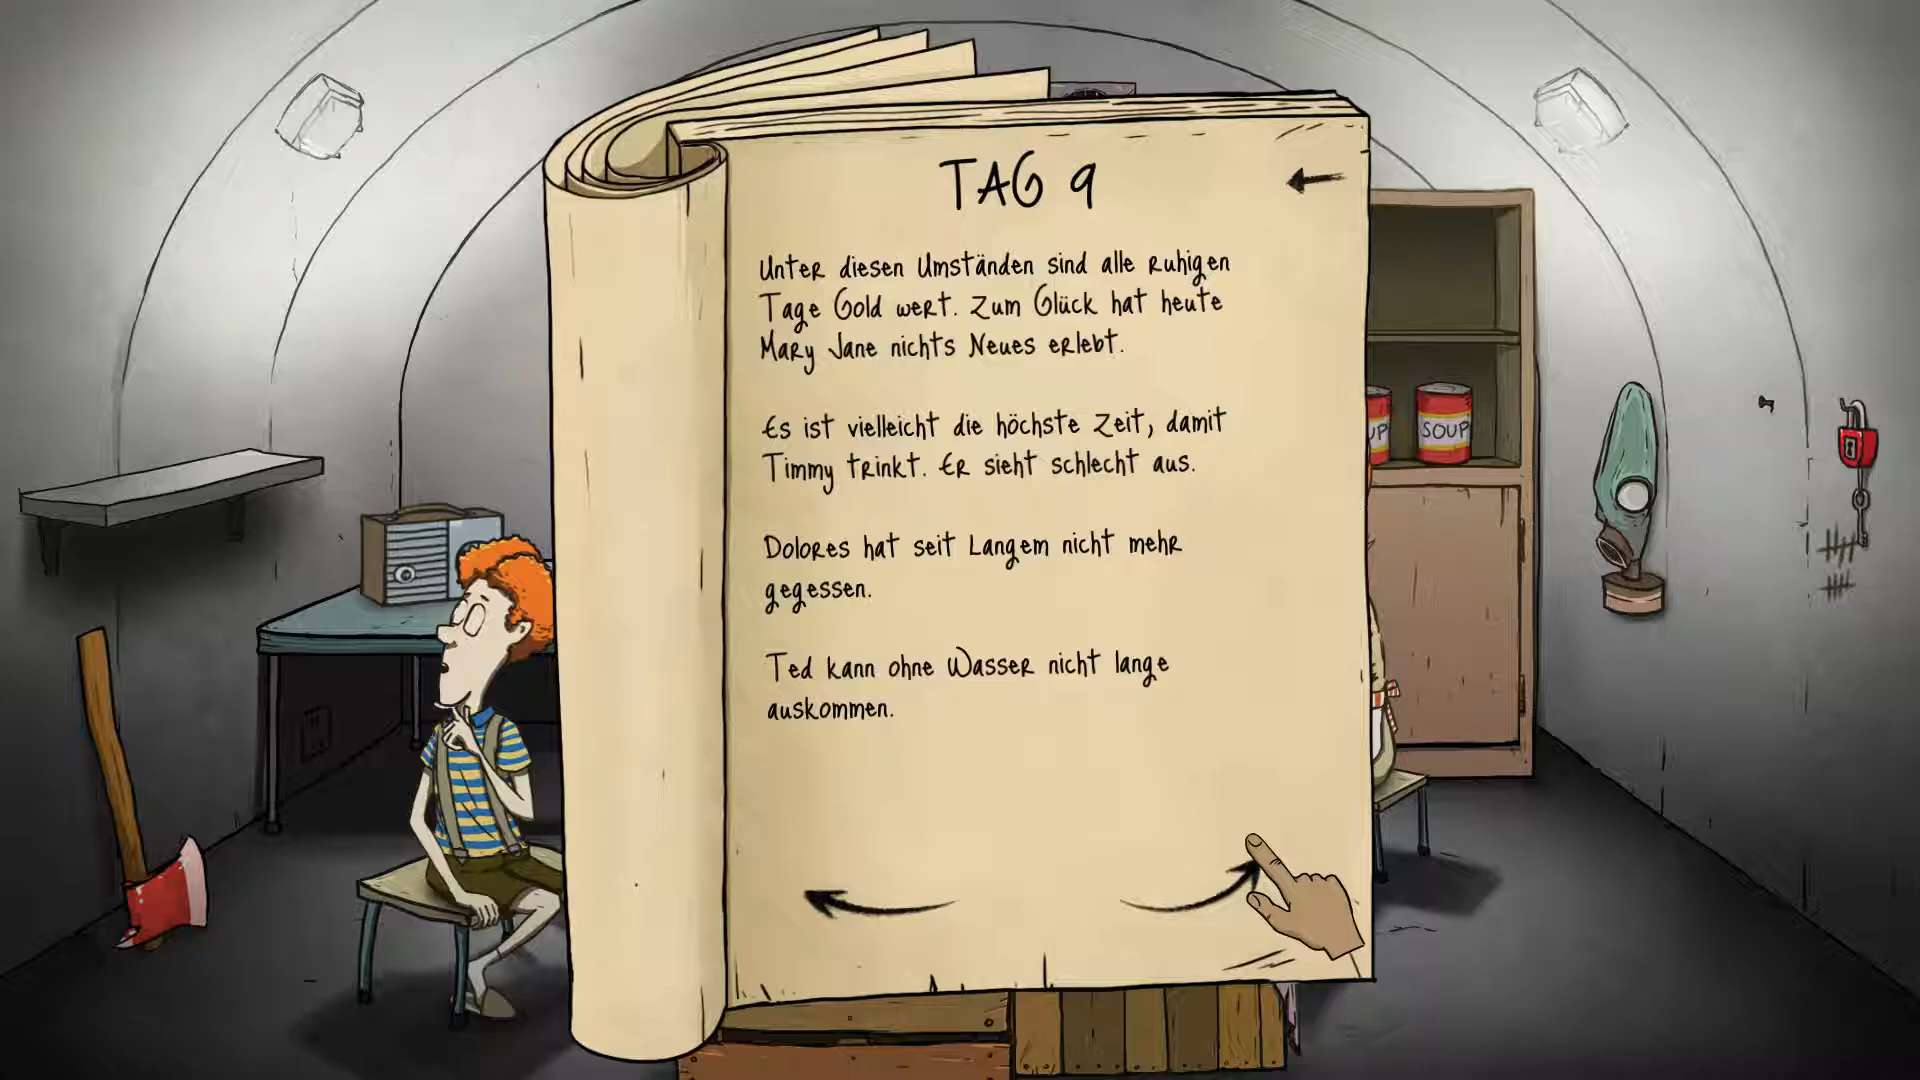 TAG 9
Unter diesen Umständen sind alle ruhigen
Tage Gold wert. Zum Glück hat heute
Mary Jane nichts Neues erlebt.
Es ist vielleicht die höchste Zeit, damit
Timmy trinkt. Er sieht schlecht aus.
Dolores hat seit Langem nicht mehr
gegessen.
Ted kann ohne Wasser nicht lange
auskommen.
UP
SOUP